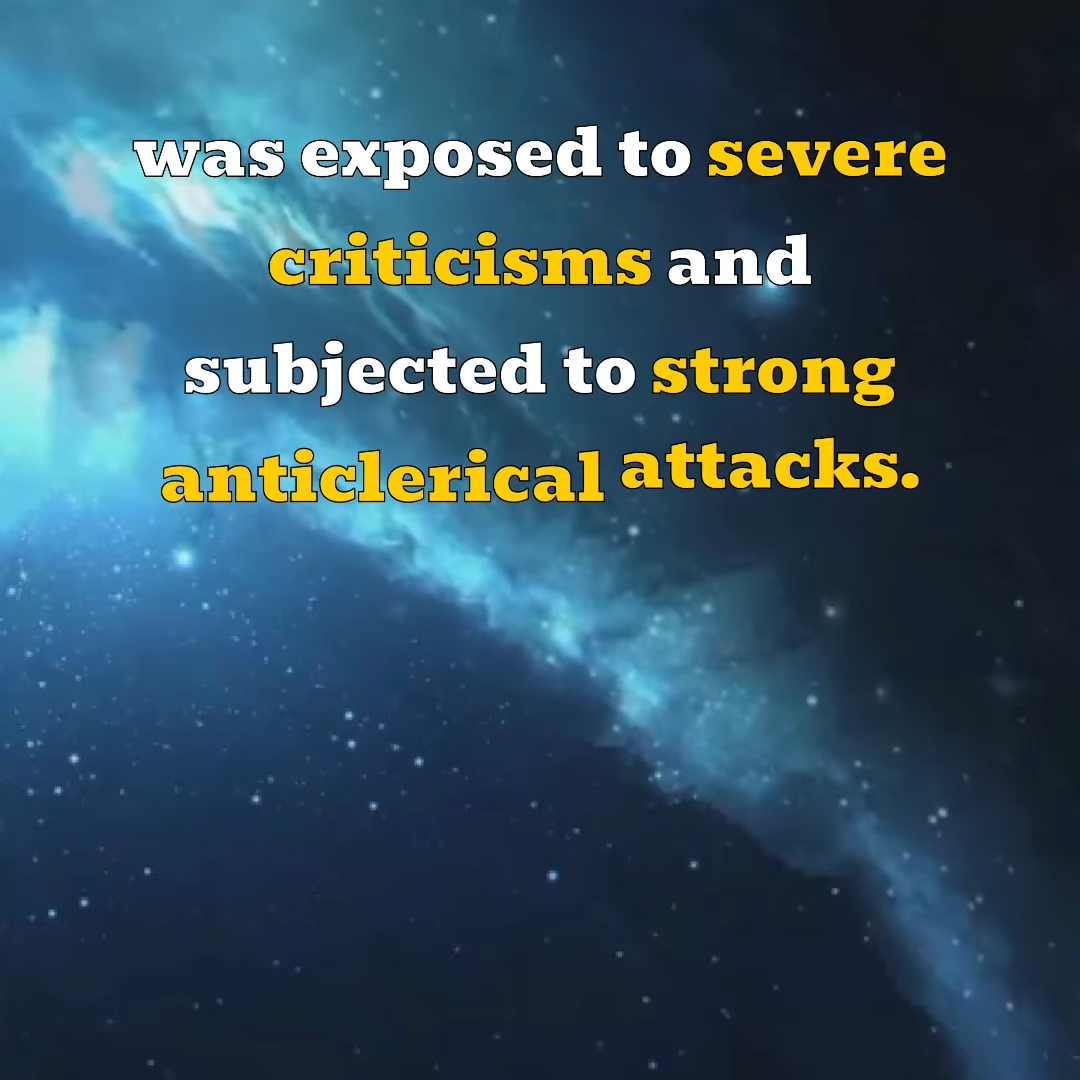 was exposed to severe
criticisms and
subjected to strong
anticlerical attacks.